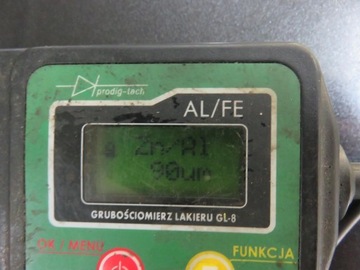 prodig-tech
AL/FE
Zn/Al
90um
GRUBOŚCIOMIERZ LAKIERU GL-8
OK / MENU
FUNKCJA